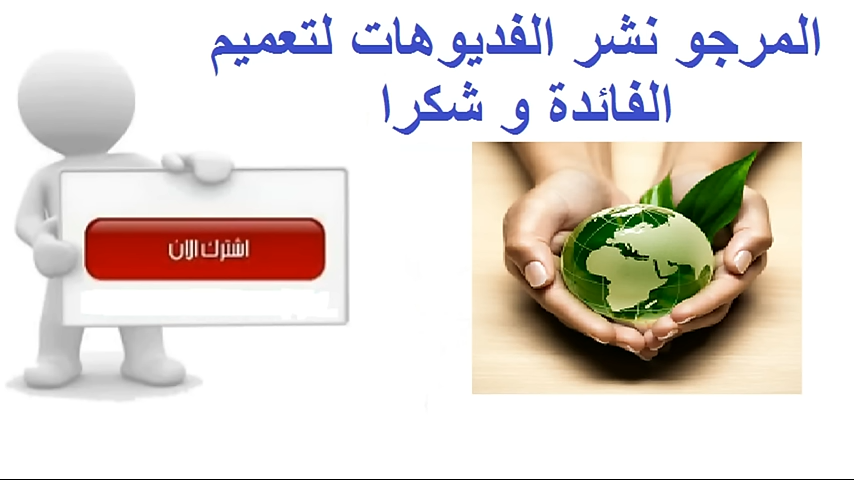 المرجو نشر الفديوهات لتعميم
الفائدة و شكرا
اشترك الان